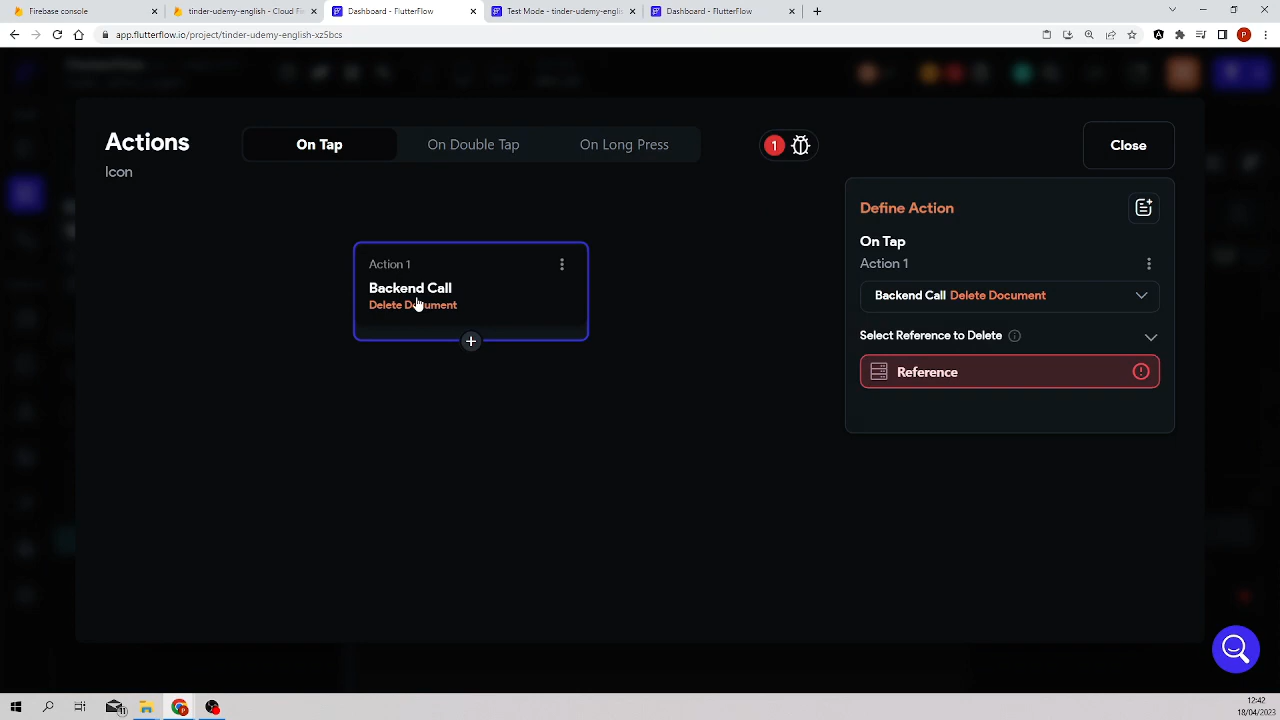 Firebase console
tinder-udemy-english - Cloud Fi
Dashboard - FlutterFlow
Test Mode - tinder-udemy-englis
Dashboard - FlutterFlow
app.flutterflow.io/project/tinder-udemy-english-xz5bcs
P
Actions
Icon
On Tap
On Double Tap
On Long Press
1
Close
Define Action
On Tap
Action 1
Backend Call Delete Document
Select Reference to Delete
Reference
Action 1
Backend Call
Delete Document
12:42
18/04/2023